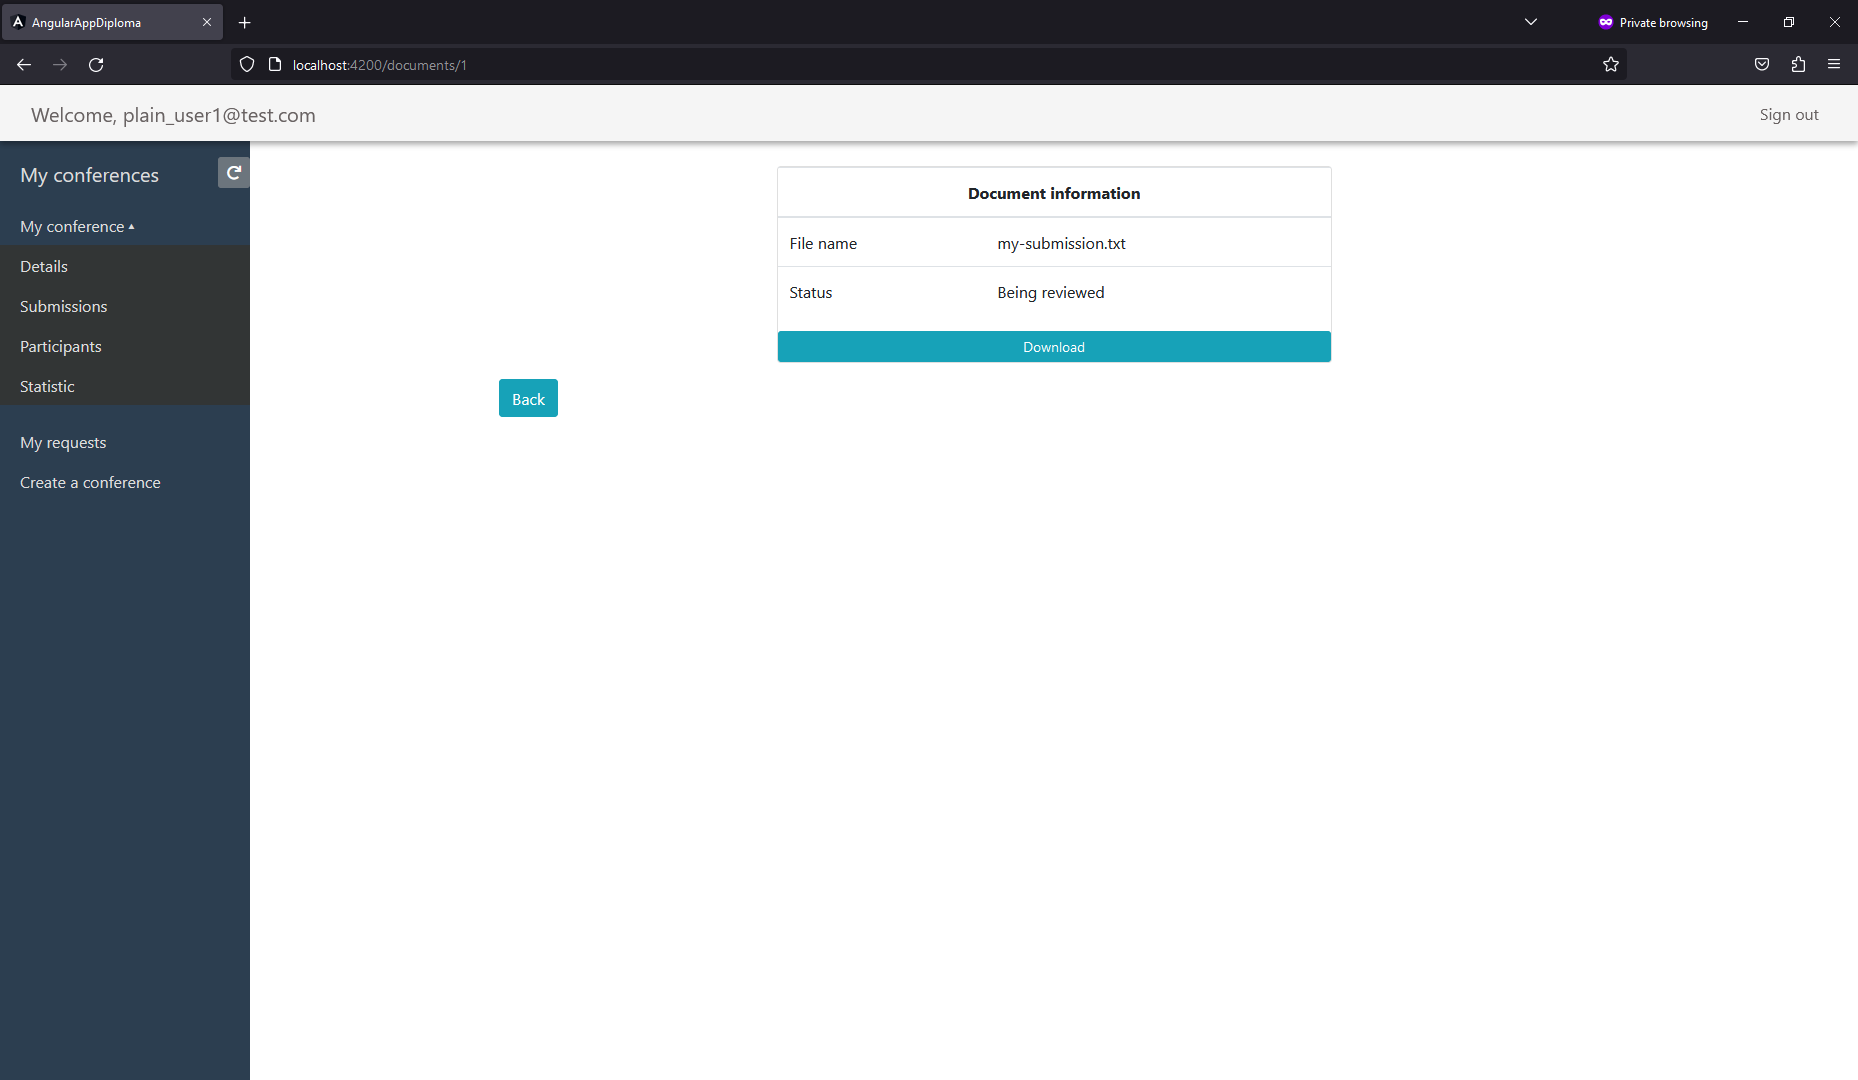 AngularAppDiploma
Private browsing
localhost:4200/documents/1
Welcome, plain_user1@test.com
Sign out
My conferences
My conference
Details
Submissions
Participants
Statistic
My requests
Create a conference
Document information
File name my-submission.txt
Status Being reviewed
Download
Back